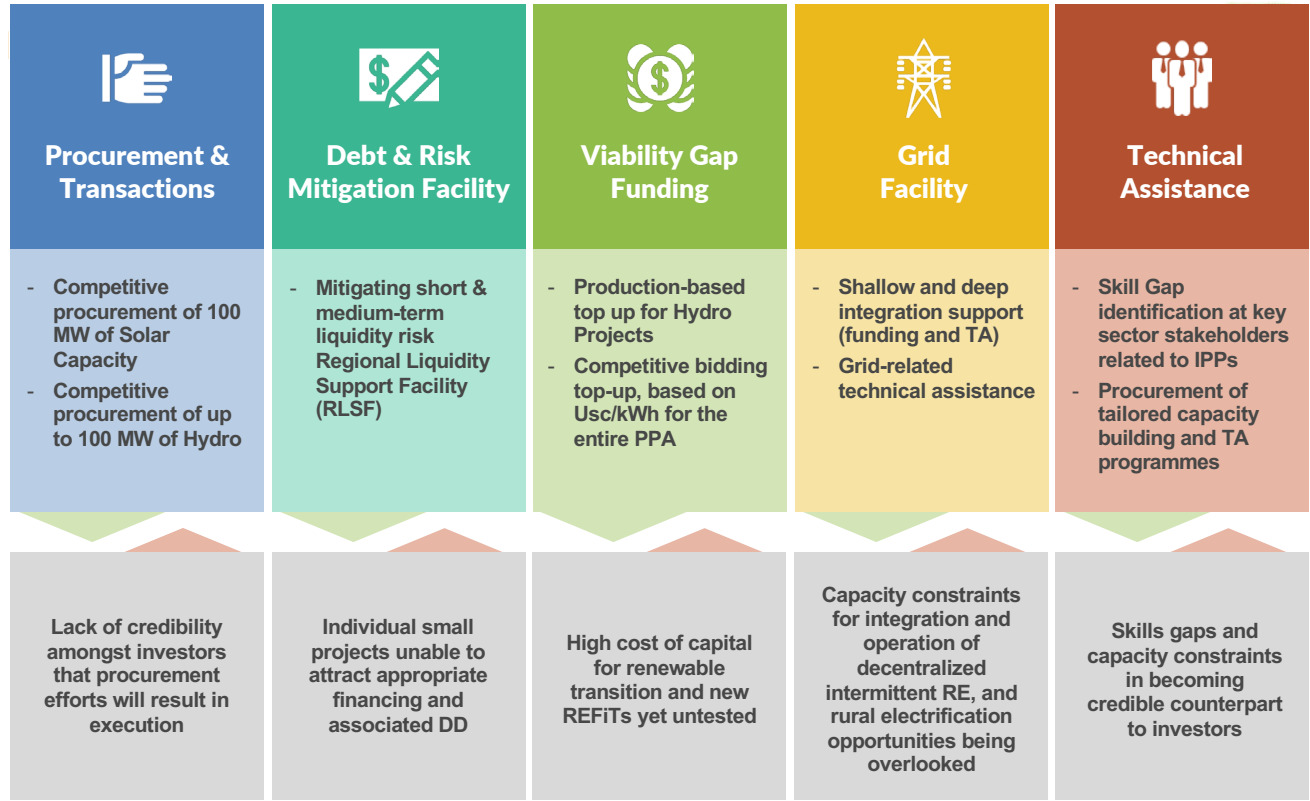 Procurement &
Transactions
- Competitive
procurement of 100
MW of Solar
Capacity
- Competitive
procurement of up
to 100 MW of Hydro
Lack of credibility
amongst investors
that procurement
efforts will result in
execution
$
Debt & Risk
Mitigation Facility
- Mitigating short &
medium-term
liquidity risk
Regional Liquidity
Support Facility
(RLSF)
Individual small
projects unable to
attract appropriate
financing and
associated DD
$
Viability Gap
Funding
- Production-based
top up for Hydro
Projects
- Competitive bidding
top-up, based on
Usc/kWh for the
entire PPA
High cost of capital
for renewable
transition and new
REFiTs yet untested
Grid
Facility
- Shallow and deep
integration support
(funding and TA)
- Grid-related
technical assistance
Capacity constraints
for integration and
operation of
decentralized
intermittent RE, and
rural electrification
opportunities being
overlooked
Technical
Assistance
- Skill Gap
identification at key
sector stakeholders
related to IPPs
- Procurement of
tailored capacity
building and TA
programmes
Skills gaps and
capacity constraints
in becoming
credible counterpart
to investors